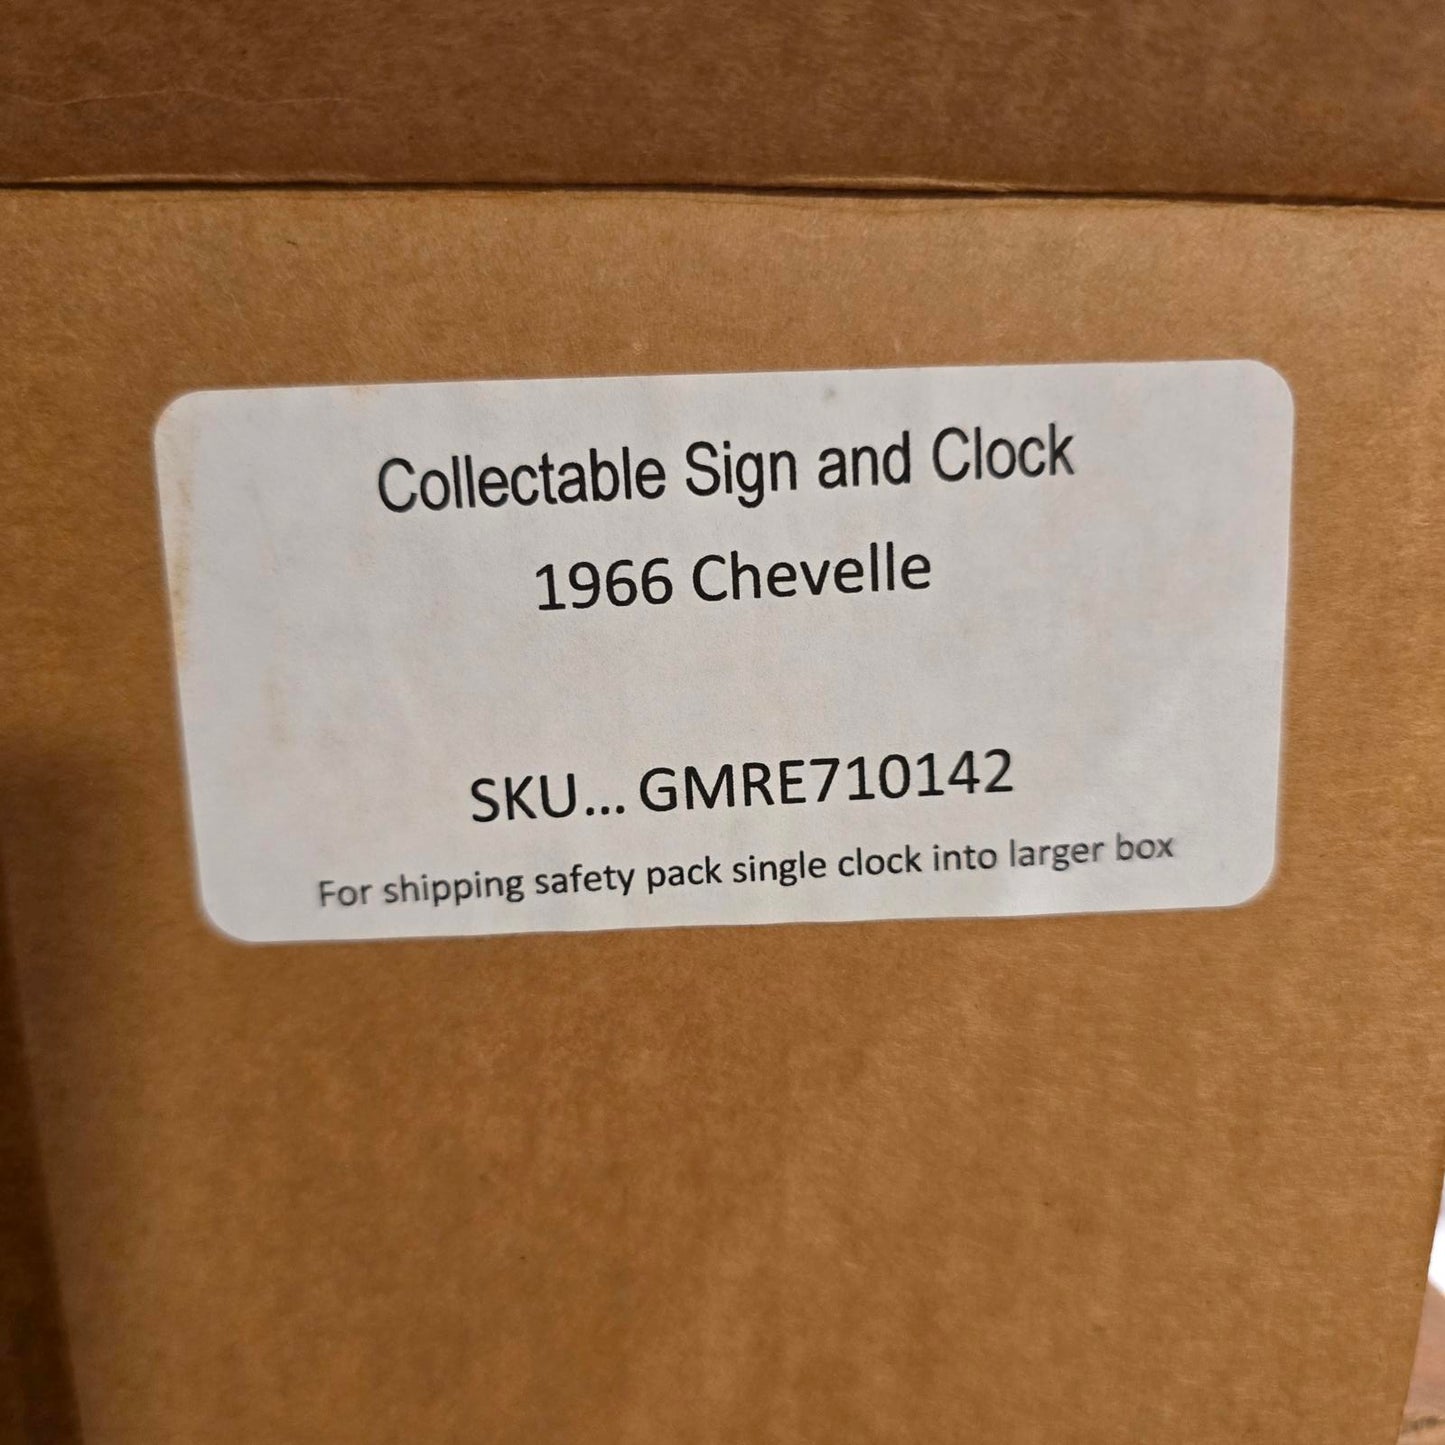 Collectable Sign and Clock
1966 Chevelle
SKU... GMRE710142
For shipping safety pack single clock into larger box